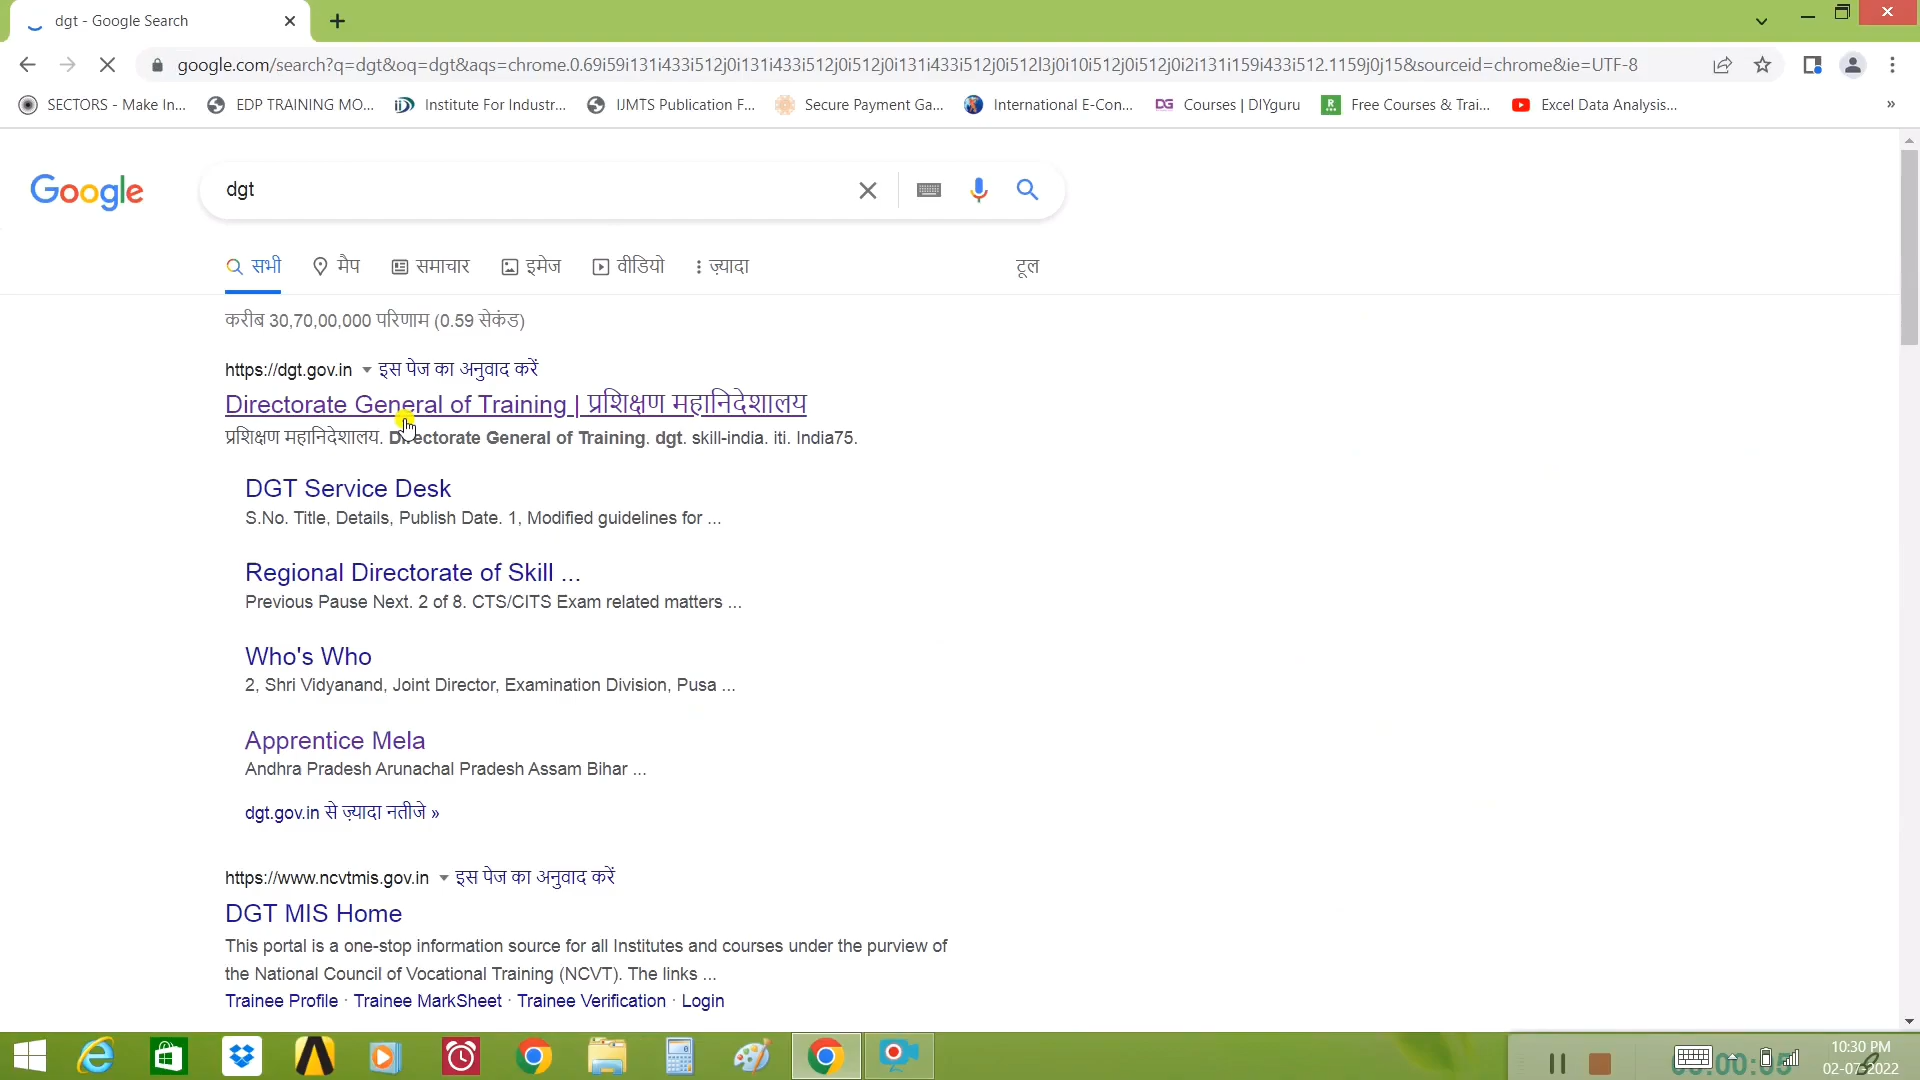 dgt - Google Search
google.com/search?q=dgt&oq=dgt&aqs=chrome.0.69i59i131i433i512j0i131i433i512j0i512j0i131i433i512j0i512l3j0i10i512j0i512j0i2i131i159i433i512.1159j0j15&sourceid=chrome&ie=UTF-8
SECTORS - Make In... EDP TRAINING MO... Institute For Industr... IJMTS Publication F... Secure Payment Ga... International E-Con... DG Courses | DIYguru Free Courses & Trai... Excel Data Analysis... »
Google dgt
सभी मैप समाचार इमेज वीडियो ज़्यादा टूल
करीब 30,70,00,000 परिणाम (0.59 सेकंड)
https://dgt.gov.in इस पेज का अनुवाद करें
Directorate General of Training | प्रशिक्षण महानिदेशालय
प्रशिक्षण महानिदेशालय. Directorate General of Training. dgt. skill-india. iti. India75.
DGT Service Desk
S.No. Title, Details, Publish Date. 1, Modified guidelines for ...
Regional Directorate of Skill ...
Previous Pause Next. 2 of 8. CTS/CITS Exam related matters ...
Who's Who
2, Shri Vidyanand, Joint Director, Examination Division, Pusa ...
Apprentice Mela
Andhra Pradesh Arunachal Pradesh Assam Bihar ...
dgt.gov.in से ज़्यादा नतीजे »
https://www.ncvtmis.gov.in इस पेज का अनुवाद करें
DGT MIS Home
This portal is a one-stop information source for all Institutes and courses under the purview of
the National Council of Vocational Training (NCVT). The links ...
Trainee Profile · Trainee MarkSheet · Trainee Verification · Login
10:30 PM
02-07-2022